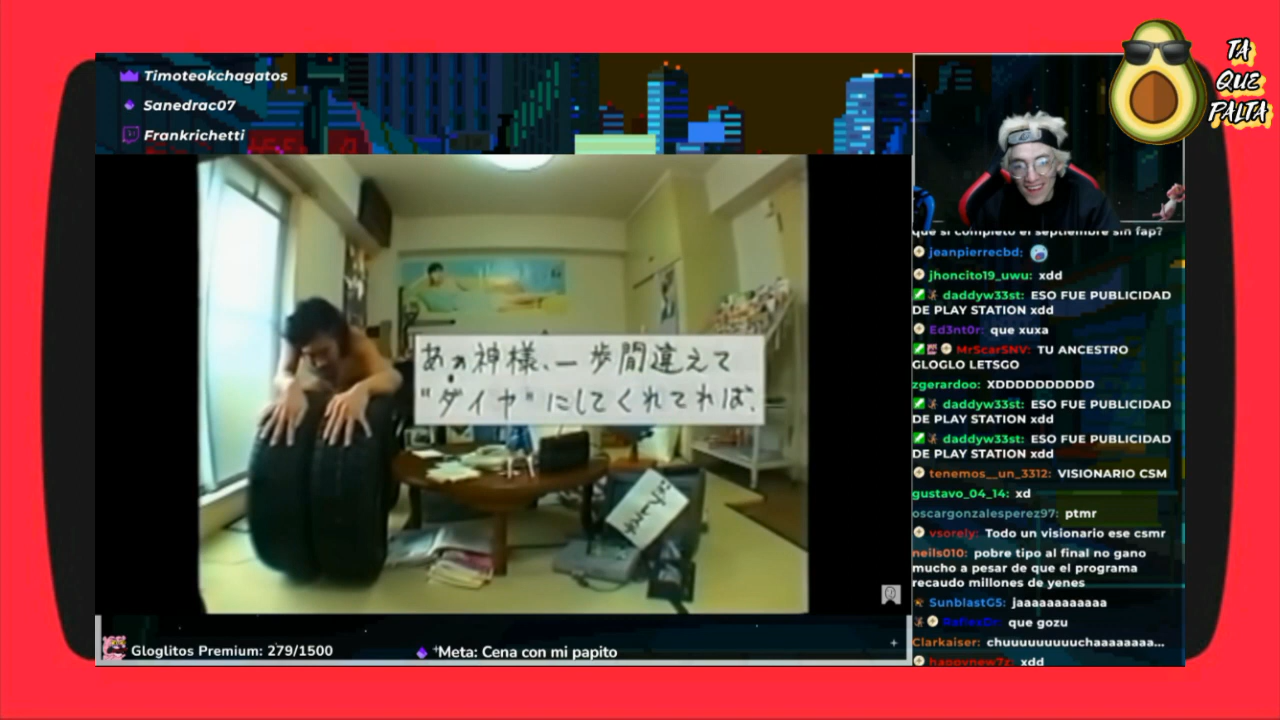 Timoteokchagatos
Sanedrac07
Frankrichetti
TA
QUE
PALTA
あゝ神様、一歩間違えて
"ダイヤ"にしてくれてれば、
que si completo el septiembre sin fap?
jeanpierrecbd:
jhoncito19_uwu: xdd
daddyw33st: ESO FUE PUBLICIDAD
DE PLAY STATION xdd
Ed3nt0r: que xuxa
MrScarSNV: TU ANCESTRO
GLOGLO LETSGO
zgerardoo: XDDDDDDDDDD
daddyw33st: ESO FUE PUBLICIDAD
DE PLAY STATION xdd
daddyw33st: ESO FUE PUBLICIDAD
DE PLAY STATION xdd
tenemos__un_3312: VISIONARIO CSM
gustavo_04_14: xd
oscargonzalesperez97: ptmr
vsorely: Todo un visionario ese csmr
neils010: pobre tipo al final no gano
mucho a pesar de que el programa
recaudo millones de yenes
SunblastG5: jaaaaaaaaaaaa
que gozu
Clarkaiser: chuuuuuuuuchaaaaaaaa...
happynew7z: xdd
Gloglitos Premium: 279/1500
Meta: Cena con mi papito